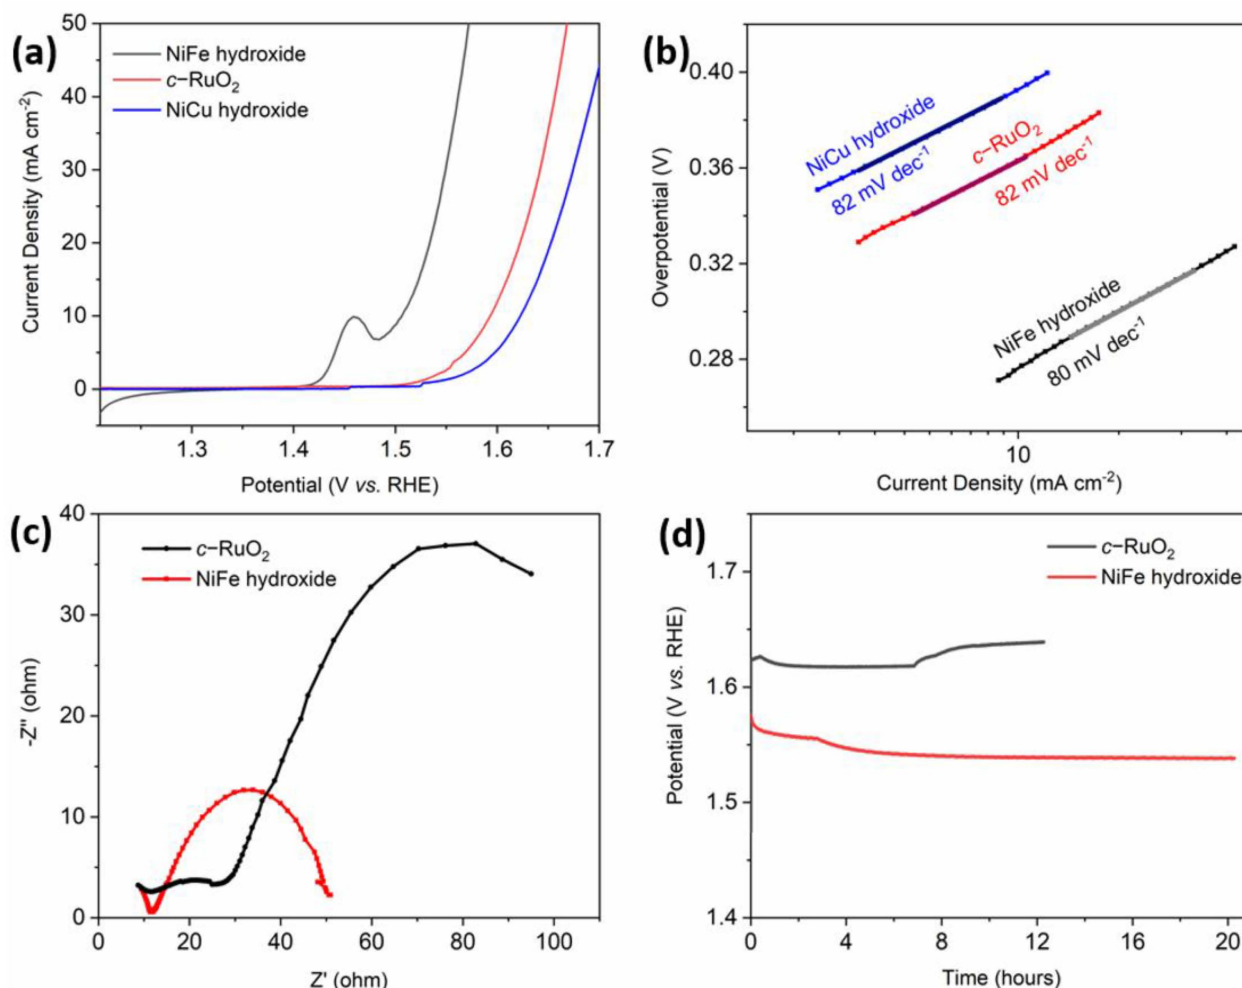 (a)
NiFe hydroxide
c−RuO₂
NiCu hydroxide
50
40
30
20
10
0
Current Density (mA cm⁻²)
1.3
1.4
1.5
1.6
1.7
Potential (V vs. RHE)
(b)
0.40
0.36
0.32
0.28
Overpotential (V)
NiCu hydroxide
82 mV dec⁻¹
c−RuO₂
82 mV dec⁻¹
NiFe hydroxide
80 mV dec⁻¹
10
Current Density (mA cm⁻²)
(c)
c−RuO₂
NiFe hydroxide
40
30
20
10
0
-Z" (ohm)
0
20
40
60
80
100
Z' (ohm)
(d)
c−RuO₂
NiFe hydroxide
1.7
1.6
1.5
1.4
Potential (V vs. RHE)
0
4
8
12
16
20
Time (hours)